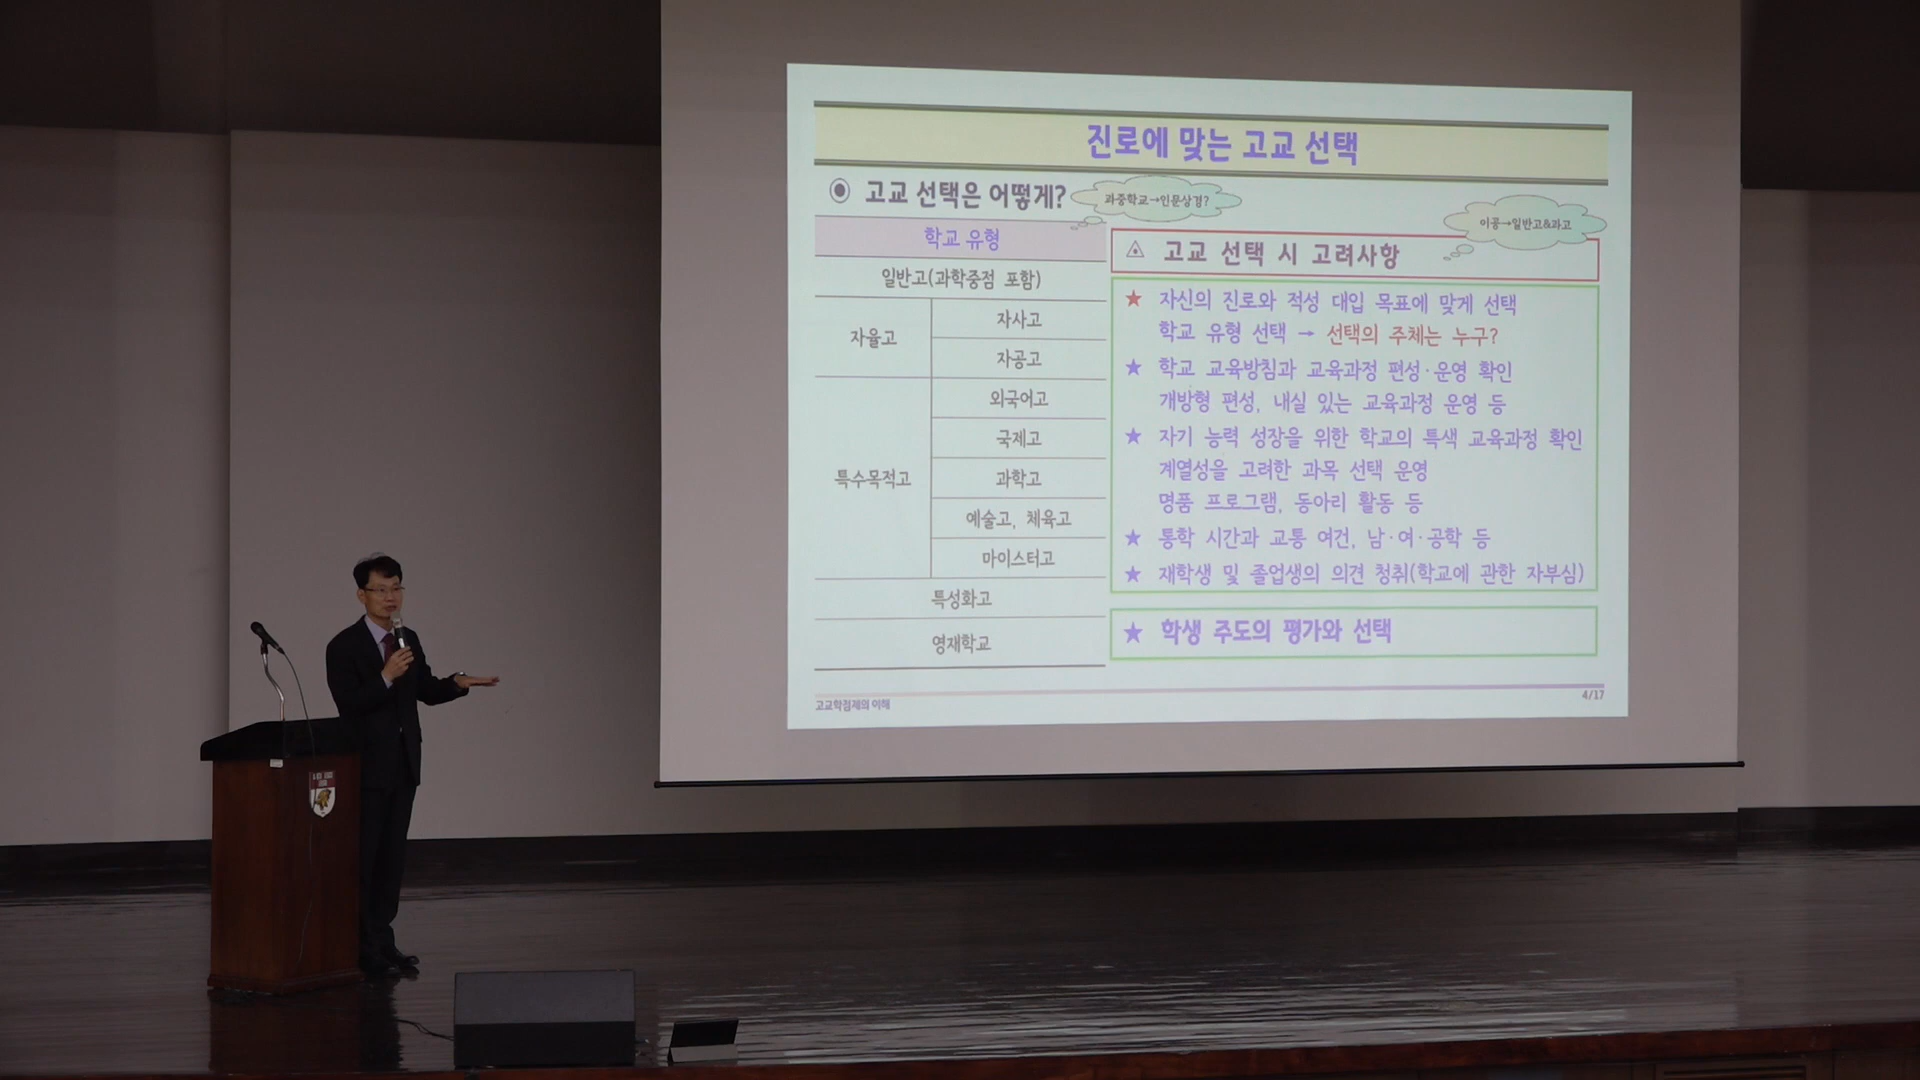 진로에 맞는 고교 선택
◉ 고교 선택은 어떻게?
과중학교→인문상경?
이공→일반고&과고
학교 유형
일반고(과학중점 포함)
자율고
자사고
자공고
특수목적고
외국어고
국제고
과학고
예술고, 체육고
마이스터고
특성화고
영재학교
고교 선택 시 고려사항
★ 자신의 진로와 적성 대입 목표에 맞게 선택
학교 유형 선택 → 선택의 주체는 누구?
★ 학교 교육방침과 교육과정 편성·운영 확인
개방형 편성, 내실 있는 교육과정 운영 등
★ 자기 능력 성장을 위한 학교의 특색 교육과정 확인
계열성을 고려한 과목 선택 운영
명품 프로그램, 동아리 활동 등
★ 통학 시간과 교통 여건, 남·여·공학 등
★ 재학생 및 졸업생의 의견 청취(학교에 관한 자부심)
★ 학생 주도의 평가와 선택
고교학점제의 이해
4/17